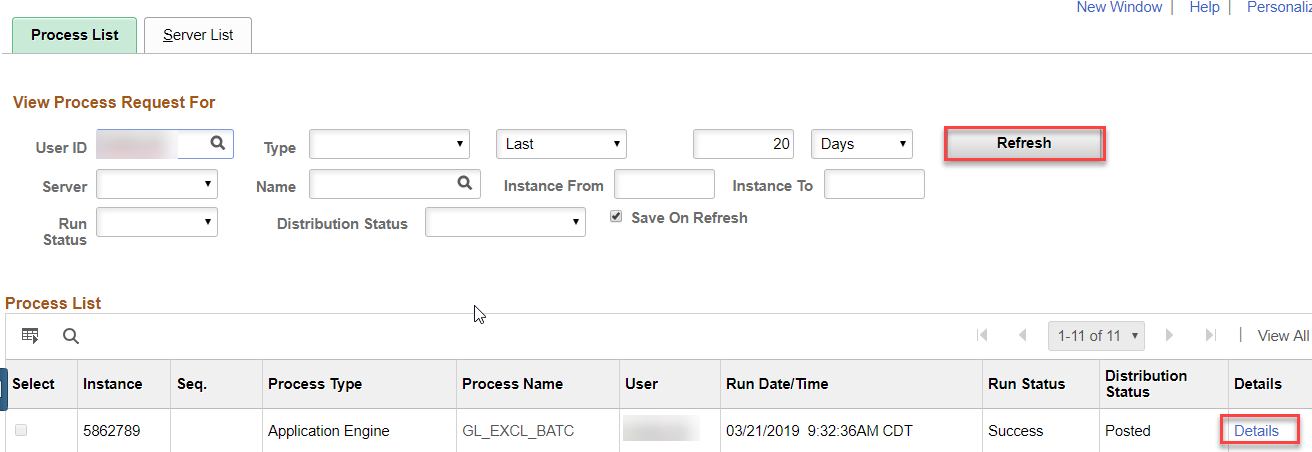 New Window | Help | Personaliz
Process List Server List
View Process Request For
User ID Type Last 20 Days Refresh
Server Name Instance From Instance To
Run Status Distribution Status Save On Refresh
Process List
1-11 of 11 | View All
Select Instance Seq. Process Type Process Name User Run Date/Time Run Status Distribution Status Details
5862789 Application Engine GL_EXCL_BATC 03/21/2019 9:32:36AM CDT Success Posted Details